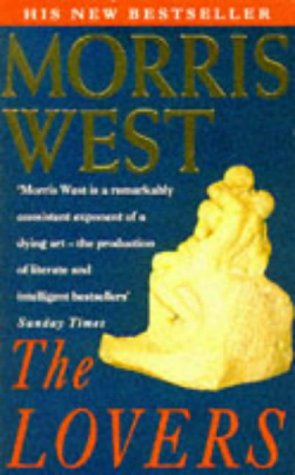 HIS NEW BESTSELLER
MORRIS
WEST
'Morris West is a remarkably
consistent exponent of a
dying art – the production
of literate and
intelligent bestsellers'
Sunday Times
The
LOVERS